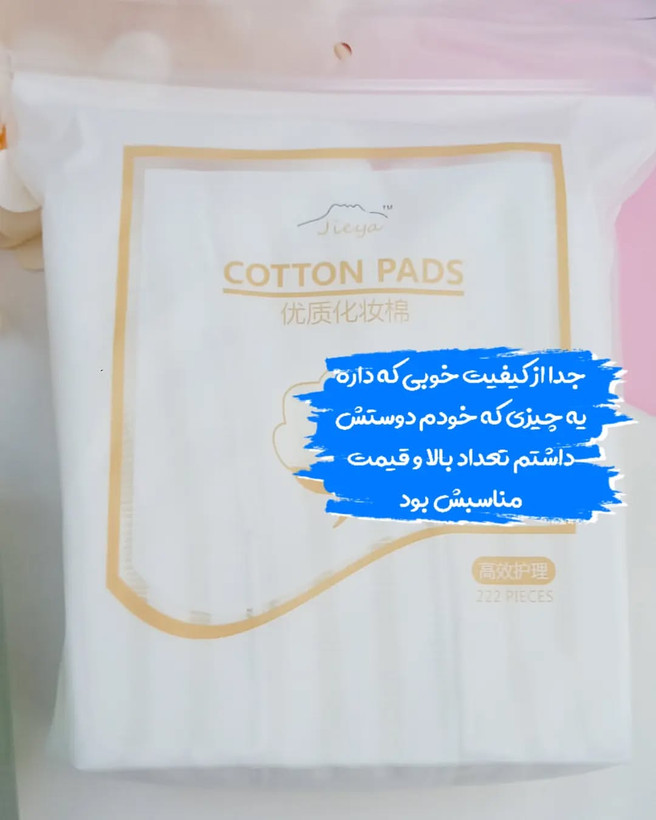 Jieya
TM
COTTON PADS
优质化妆棉
جدا از کیفیت خوبی که داره
یه چیزی که خودم دوستش
داشتم تعداد بالا و قیمت
مناسبش بود
高效护理
222 PIECES